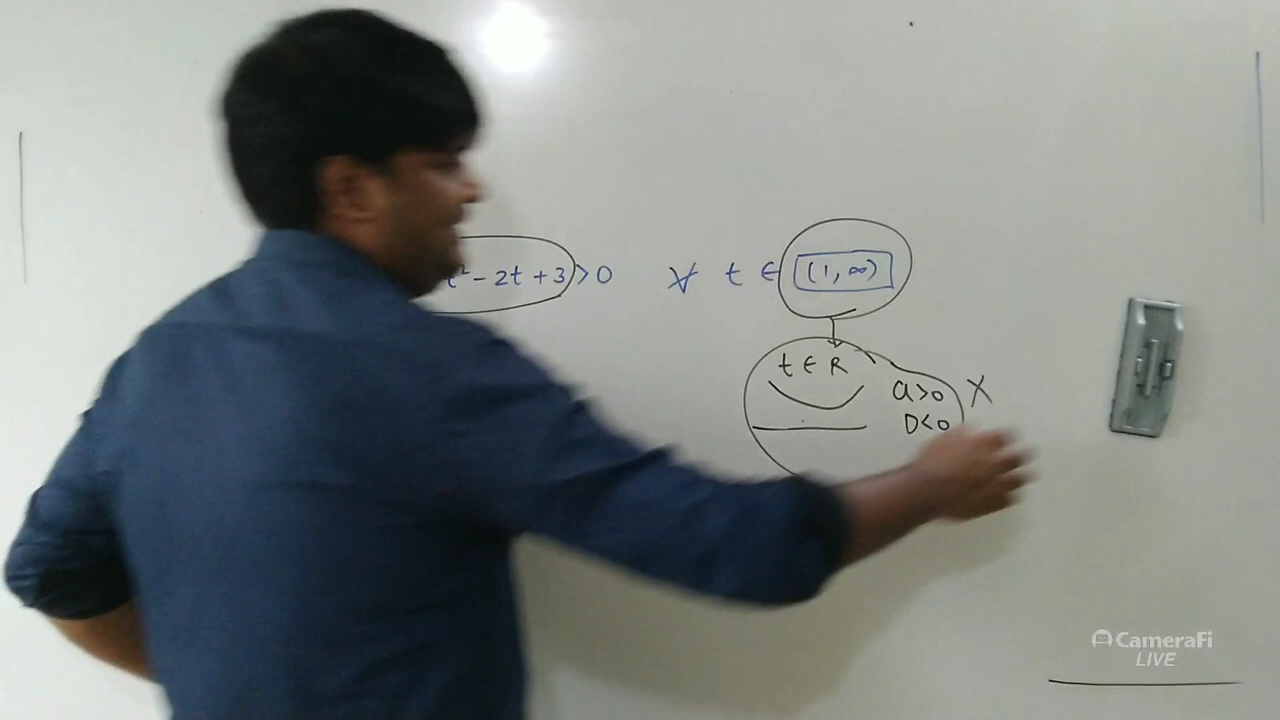 t² - 2t + 3 > 0 ∀ t ∈ (1, ∞)
t ∈ R
a>0 X
D<0
CameraFi
LIVE